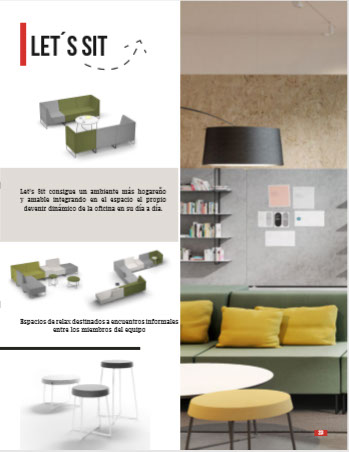 LET´S SIT
Let's Sit consigue un ambiente más hogareño
y amable integrando en el espacio el propio
devenir dinámico de la oficina en su día a día.
Espacios de relax destinados a encuentros informales
entre los miembros del equipo